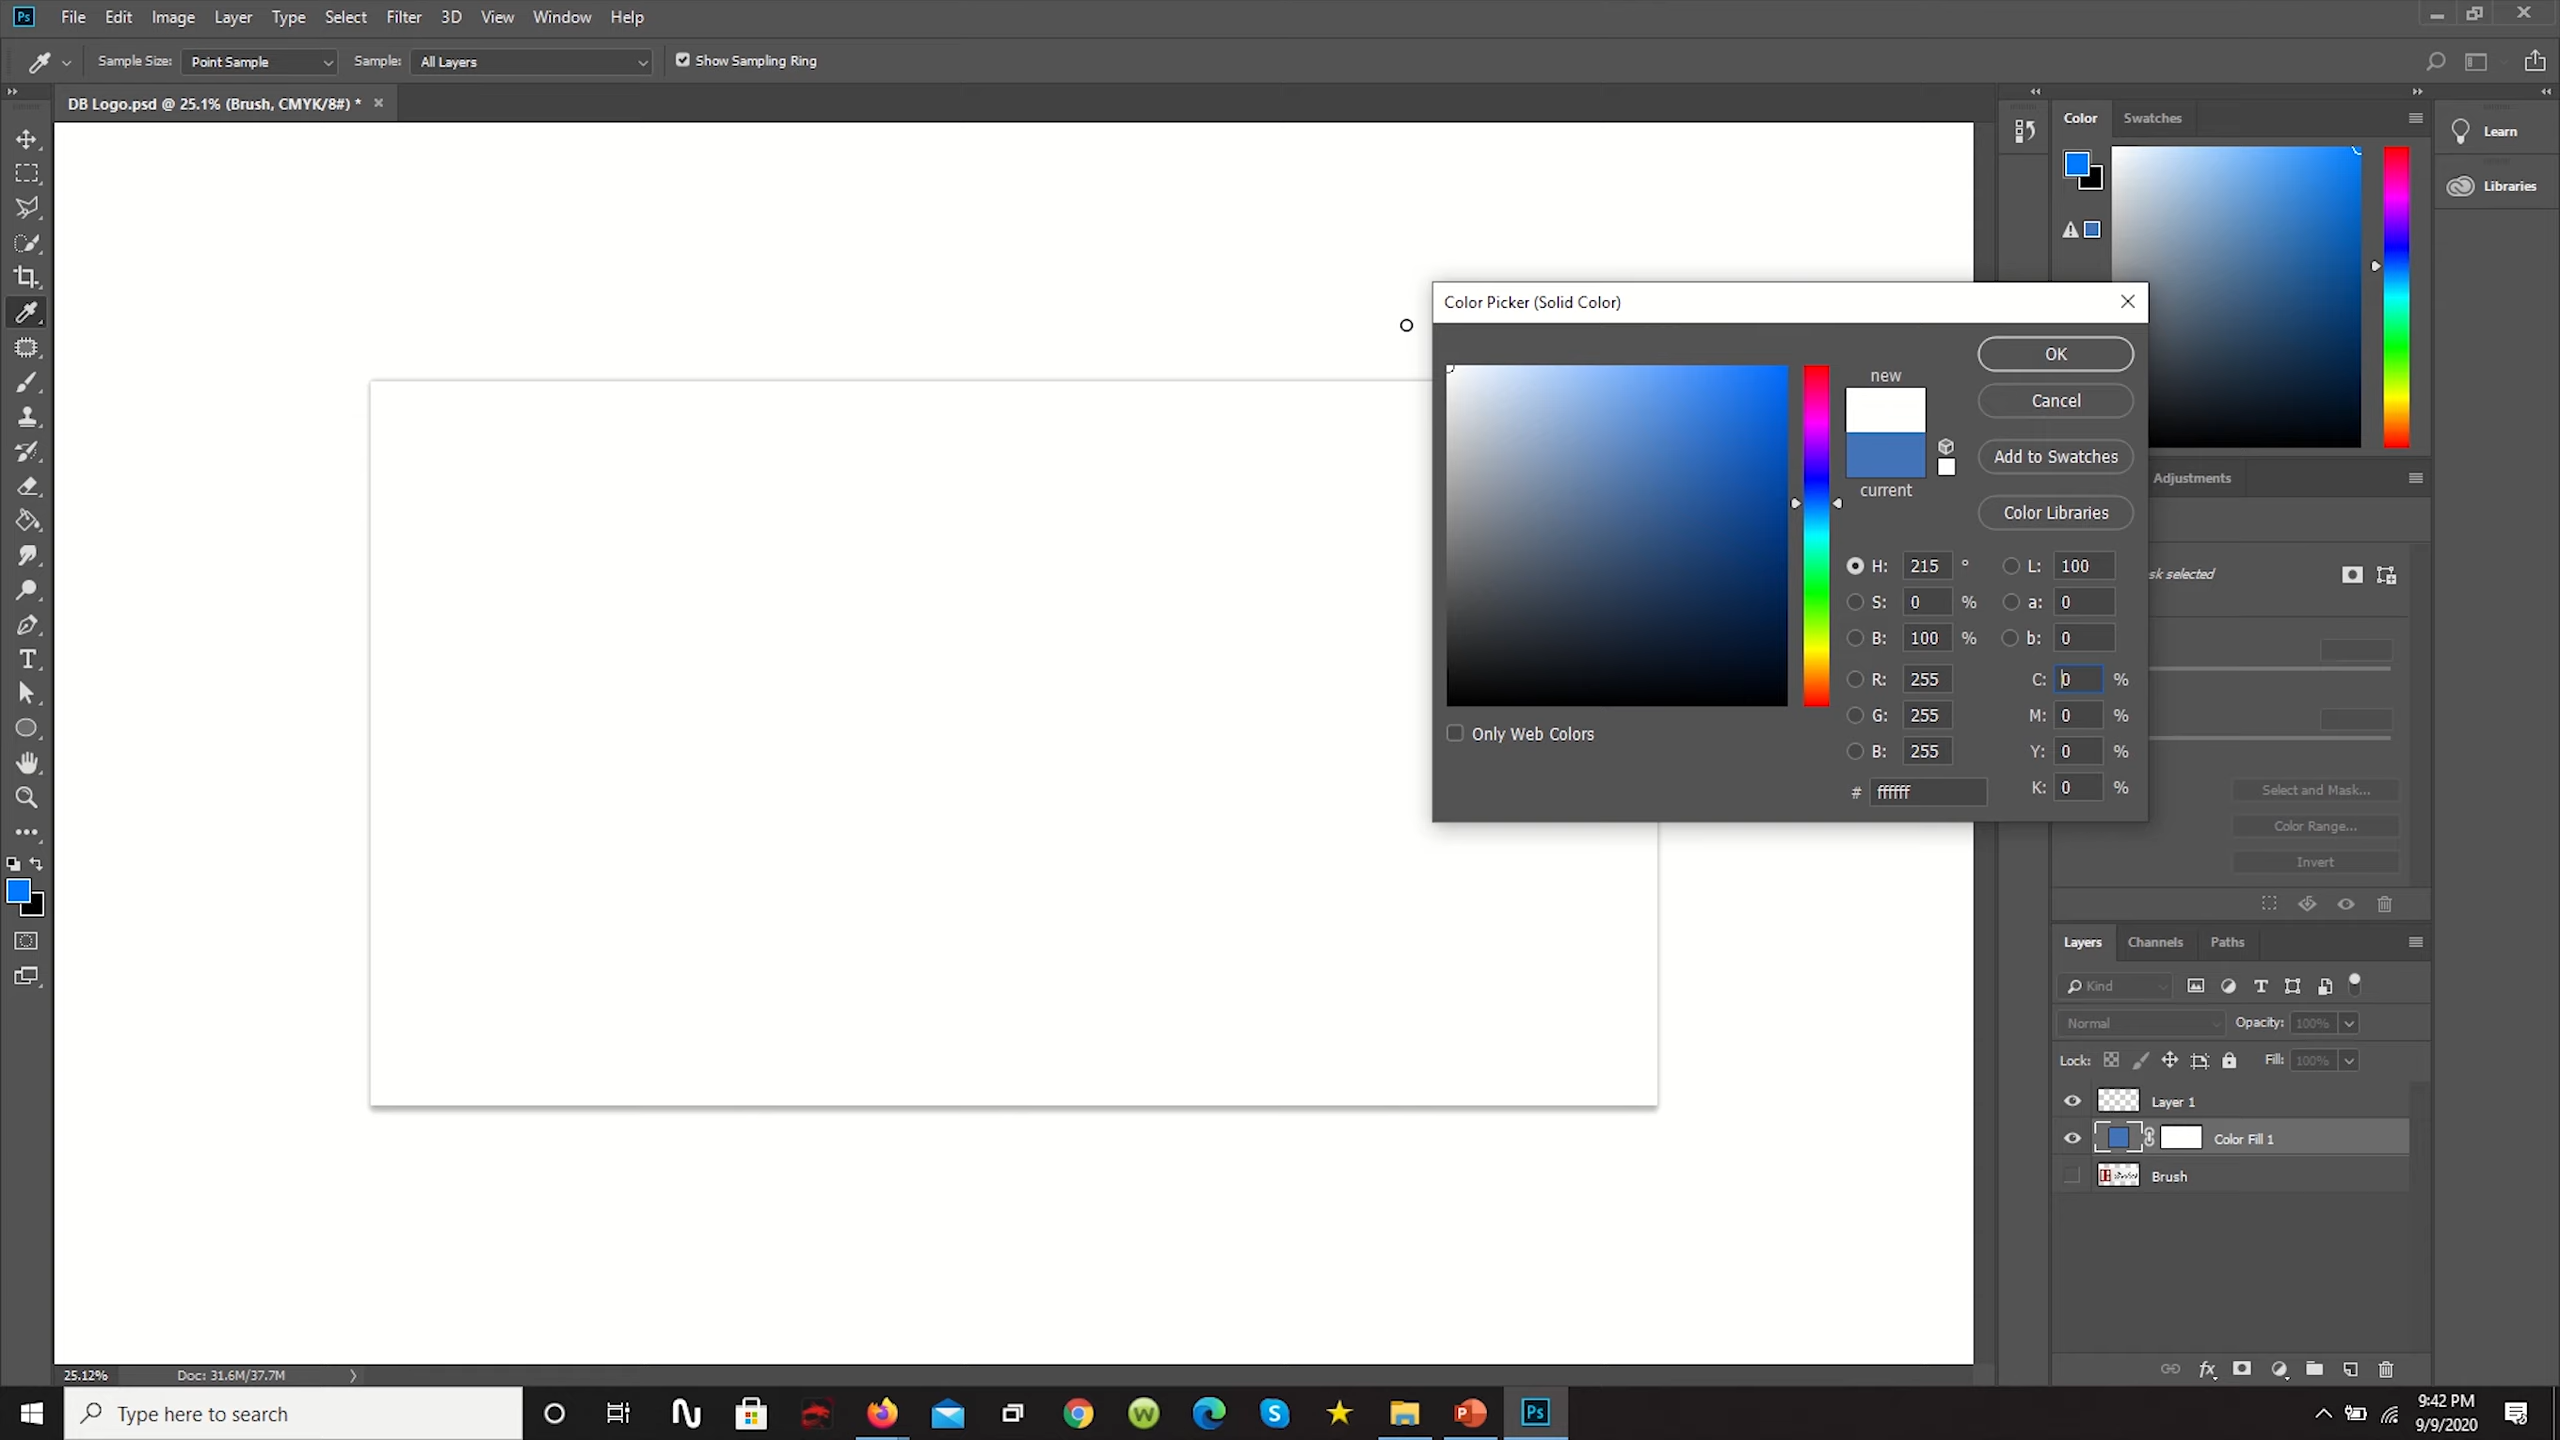 Ps File Edit Image Layer Type Select Filter 3D View Window Help
Sample Size: Point Sample Sample: All Layers Show Sampling Ring
DB Logo.psd @ 25.1% (Brush, CMYK/8#) *
Color Swatches
Learn
Libraries
Color Picker (Solid Color)
OK
new
Cancel
Add to Swatches
current
Color Libraries
Adjustments
H: 215 ° L: 100
sk selected
S: 0 % a: 0
B: 100 % b: 0
R: 255 C: 0 %
G: 255 M: 0 %
Only Web Colors
B: 255 Y: 0 %
# ffffff K: 0 %
Select and Mask...
Color Range...
Invert
Layers Channels Paths
Kind
Normal Opacity: 100%
Lock: Fill: 100%
Layer 1
Color Fill 1
Brush
25.12% Doc: 31.6M/37.7M
Type here to search
9:42 PM
9/9/2020